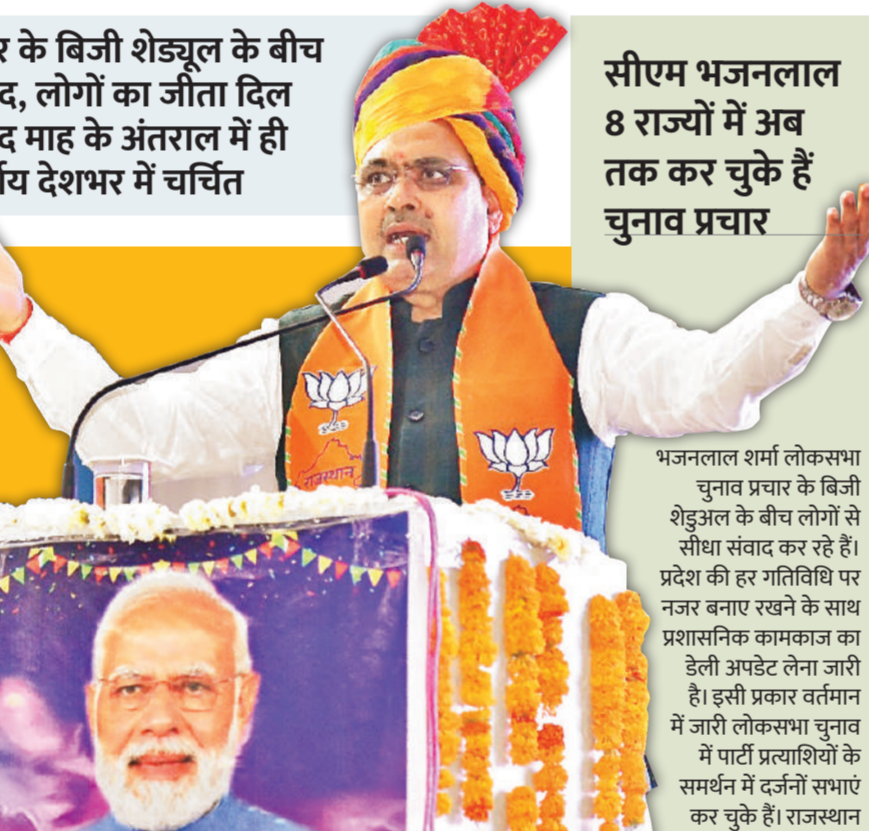 के बिजी शेड्यूल के बीच
लोगों का जीता दिल
माह के अंतराल में ही
देशभर में चर्चित
सीएम भजनलाल
8 राज्यों में अब
तक कर चुके हैं
चुनाव प्रचार
राजस्थान
भजनलाल शर्मा लोकसभा
चुनाव प्रचार के बिजी
शेडुअल के बीच लोगों से
सीधा संवाद कर रहे हैं।
प्रदेश की हर गतिविधि पर
नजर बनाए रखने के साथ
प्रशासनिक कामकाज का
डेली अपडेट लेना जारी
है। इसी प्रकार वर्तमान
में जारी लोकसभा चुनाव
में पार्टी प्रत्याशियों के
समर्थन में दर्जनों सभाएं
कर चुके हैं। राजस्थान